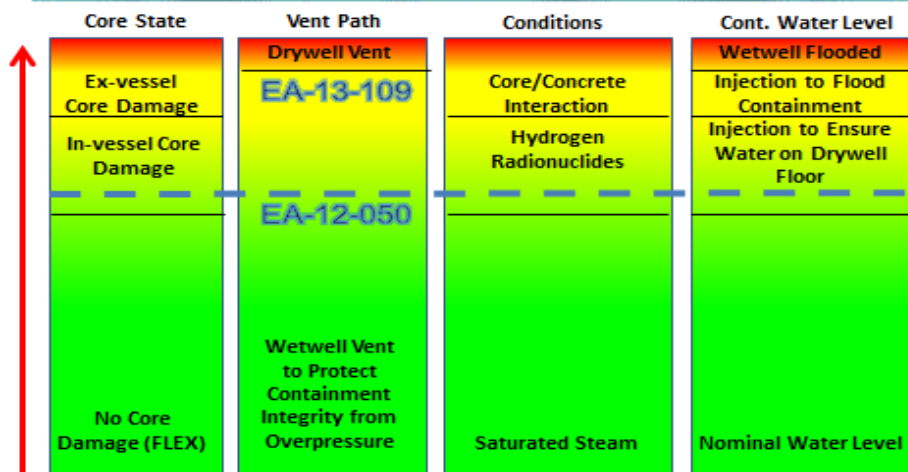 Core State
Vent Path
Conditions
Cont. Water Level
Ex-vessel
Core Damage
In-vessel Core
Damage
No Core
Damage (FLEX)
Drywell Vent
EA-13-109
EA-12-050
Wetwell Vent
to Protect
Containment
Integrity from
Overpressure
Core/Concrete
Interaction
Hydrogen
Radionuclides
Saturated Steam
Wetwell Flooded
Injection to Flood
Containment
Injection to Ensure
Water on Drywell
Floor
Nominal Water Level